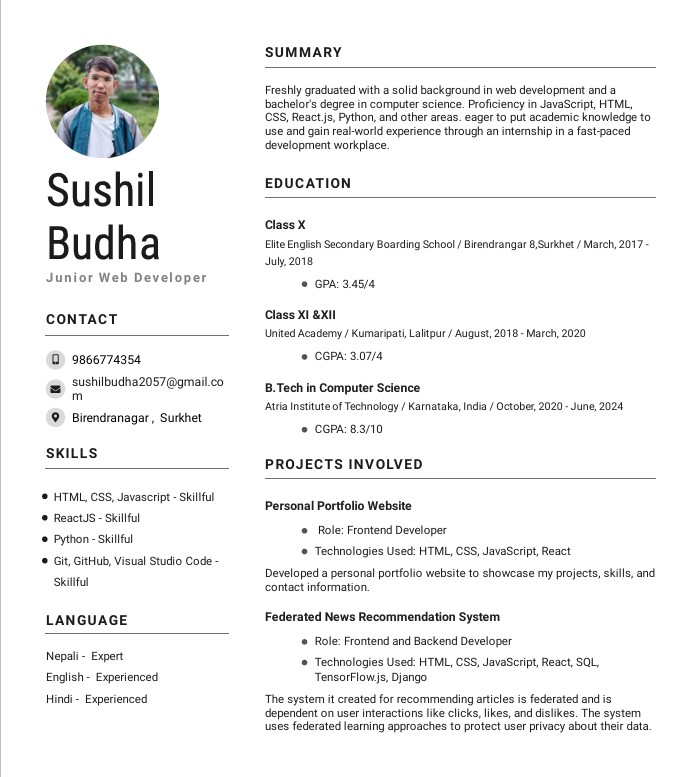 Sushil
Budha
Junior Web Developer
CONTACT
9866774354
sushilbudha2057@gmail.co
m
Birendranagar ,  Surkhet
SKILLS
HTML, CSS, Javascript - Skillful
ReactJS - Skillful
Python - Skillful
Git, GitHub, Visual Studio Code -
Skillful
LANGUAGE
Nepali -  Expert
English -  Experienced
Hindi -  Experienced
SUMMARY
Freshly graduated with a solid background in web development and a
bachelor's degree in computer science. Proficiency in JavaScript, HTML,
CSS, React.js, Python, and other areas. eager to put academic knowledge to
use and gain real-world experience through an internship in a fast-paced
development workplace.
EDUCATION
Class X
Elite English Secondary Boarding School / Birendrangar 8,Surkhet / March, 2017 -
July, 2018
GPA: 3.45/4
Class XI &XII
United Academy / Kumaripati, Lalitpur / August, 2018 - March, 2020
CGPA: 3.07/4
B.Tech in Computer Science
Atria Institute of Technology / Karnataka, India / October, 2020 - June, 2024
CGPA: 8.3/10
PROJECTS INVOLVED
Personal Portfolio Website
Role: Frontend Developer
Technologies Used: HTML, CSS, JavaScript, React
Developed a personal portfolio website to showcase my projects, skills, and
contact information.
Federated News Recommendation System
Role: Frontend and Backend Developer
Technologies Used: HTML, CSS, JavaScript, React, SQL,
TensorFlow.js, Django
The system it created for recommending articles is federated and is
dependent on user interactions like clicks, likes, and dislikes. The system
uses federated learning approaches to protect user privacy about their data.